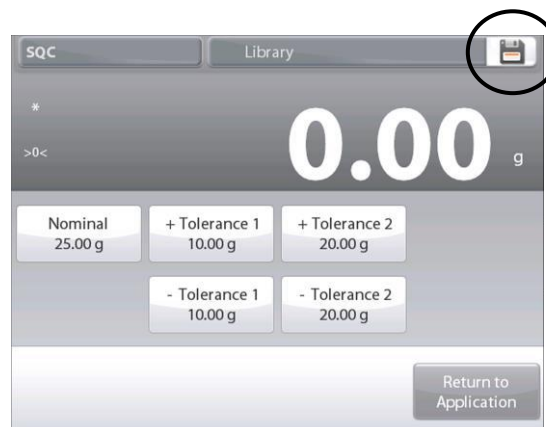 SQC
Library
*
>0<
0.00 g
Nominal
25.00 g
+ Tolerance 1
10.00 g
+ Tolerance 2
20.00 g
- Tolerance 1
10.00 g
- Tolerance 2
20.00 g
Return to
Application